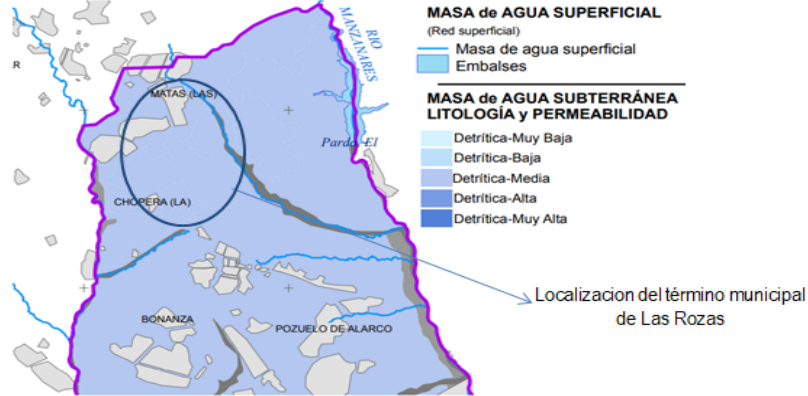 R
RIO
MANZANARES
MATAS (LAS)
Pardo, El
CHOPERA (LA)
BONANZA
POZUELO DE ALARCO
MASA de AGUA SUPERFICIAL
(Red superficial)
Masa de agua superficial
Embalses
MASA de AGUA SUBTERRÁNEA
LITOLOGÍA y PERMEABILIDAD
Detrítica-Muy Baja
Detrítica-Baja
Detrítica-Media
Detrítica-Alta
Detrítica-Muy Alta
Localizacion del término municipal
de Las Rozas